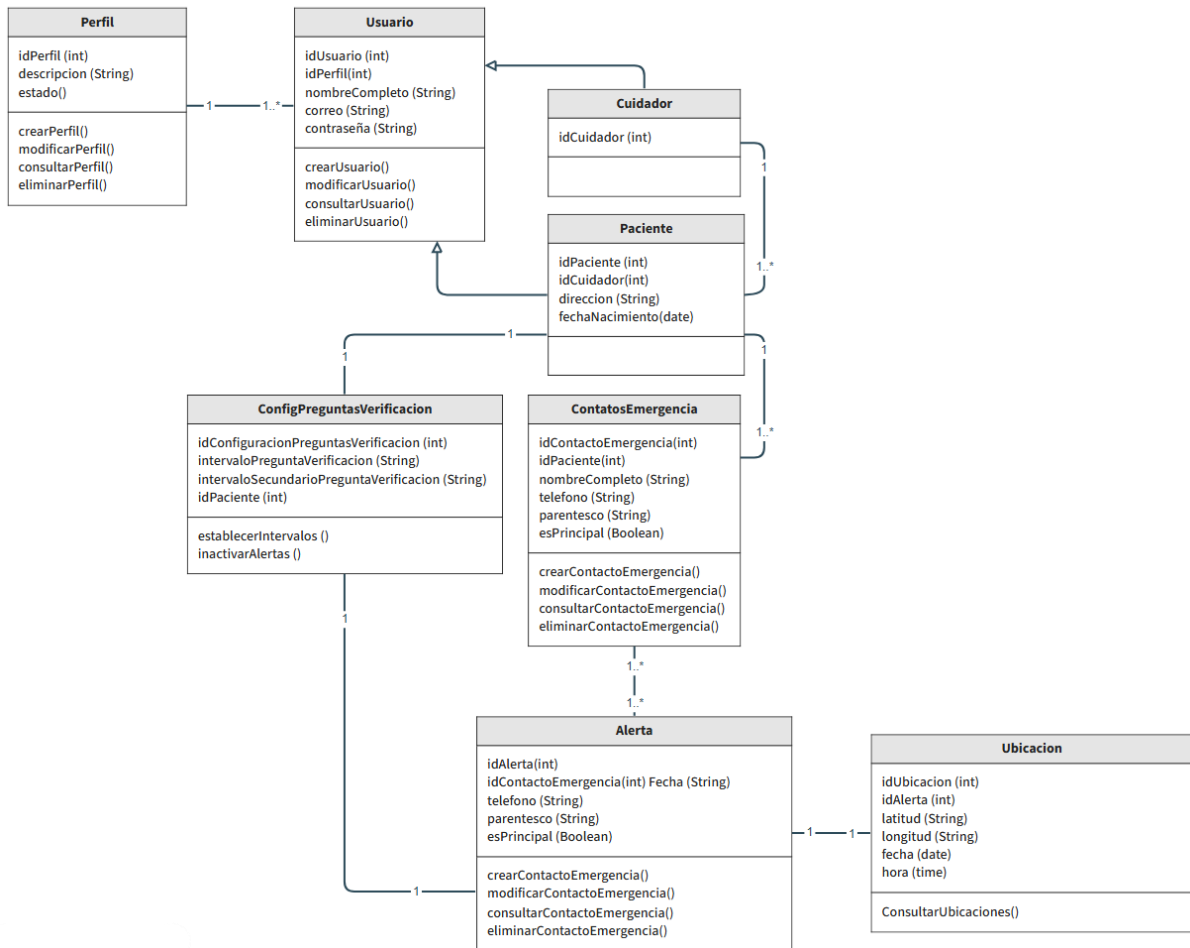 Perfil
idPerfil (int)
descripcion (String)
estado()
crearPerfil()
modificarPerfil()
consultarPerfil()
eliminarPerfil()
1
1..*
Usuario
idUsuario (int)
idPerfil(int)
nombreCompleto (String)
correo (String)
contraseña (String)
crearUsuario()
modificarUsuario()
consultarUsuario()
eliminarUsuario()
Cuidador
idCuidador (int)
1
1..*
Paciente
idPaciente (int)
idCuidador(int)
direccion (String)
fechaNacimiento(date)
1
1
1
1..*
ConfigPreguntasVerificacion
idConfiguracionPreguntasVerificacion (int)
intervaloPreguntaVerificacion (String)
intervaloSecundarioPreguntaVerificacion (String)
idPaciente (int)
establecerIntervalos ()
inactivarAlertas ()
1
1
ContatosEmergencia
idContactoEmergencia(int)
idPaciente(int)
nombreCompleto (String)
telefono (String)
parentesco (String)
esPrincipal (Boolean)
crearContactoEmergencia()
modificarContactoEmergencia()
consultarContactoEmergencia()
eliminarContactoEmergencia()
1..*
1..*
Alerta
idAlerta(int)
idContactoEmergencia(int) Fecha (String)
telefono (String)
parentesco (String)
esPrincipal (Boolean)
crearContactoEmergencia()
modificarContactoEmergencia()
consultarContactoEmergencia()
eliminarContactoEmergencia()
1
1
Ubicacion
idUbicacion (int)
idAlerta (int)
latitud (String)
longitud (String)
fecha (date)
hora (time)
ConsultarUbicaciones()